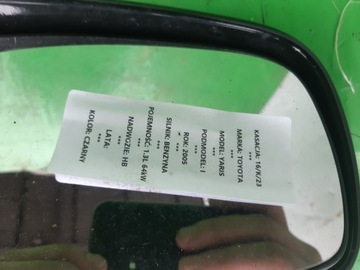 KASACJA: 16/K/23
***
MARKA: TOYOTA
***
MODEL: YARIS
***
PODMODEL: I
***
ROK: 2005
***
SILNIK: BENZYNA
***
POJEMNOŚĆ: 1.3L 64kW
***
NADWOZIE: HB
***
LATA:
***
KOLOR: CZARNY